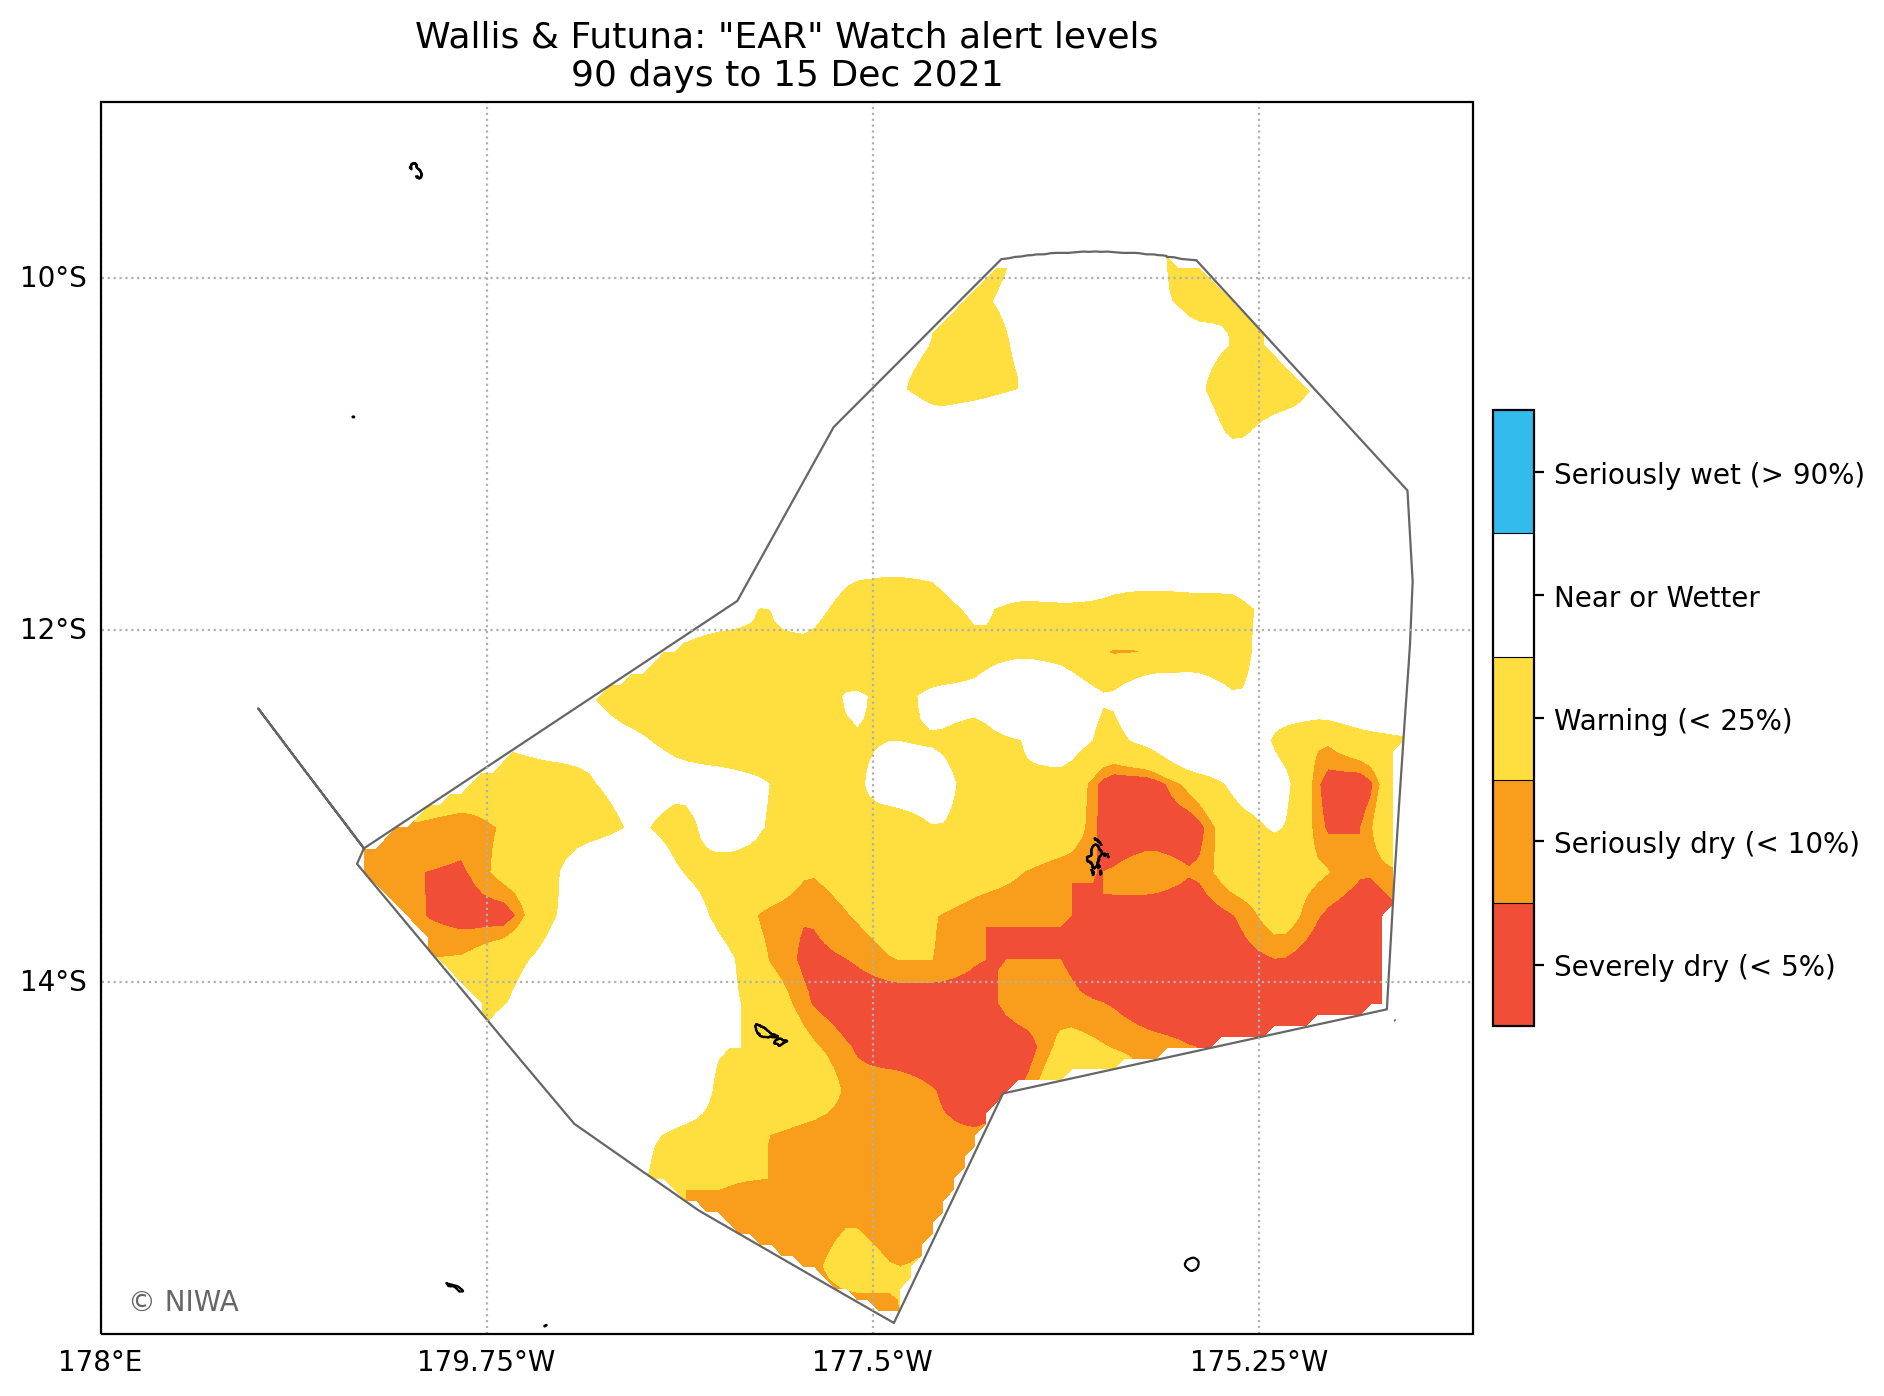 Wallis & Futuna: "EAR" Watch alert levels
90 days to 15 Dec 2021
10°S
12°S
14°S
178°E
179.75°W
177.5°W
175.25°W
Seriously wet (> 90%)
Near or Wetter
Warning (< 25%)
Seriously dry (< 10%)
Severely dry (< 5%)
© NIWA